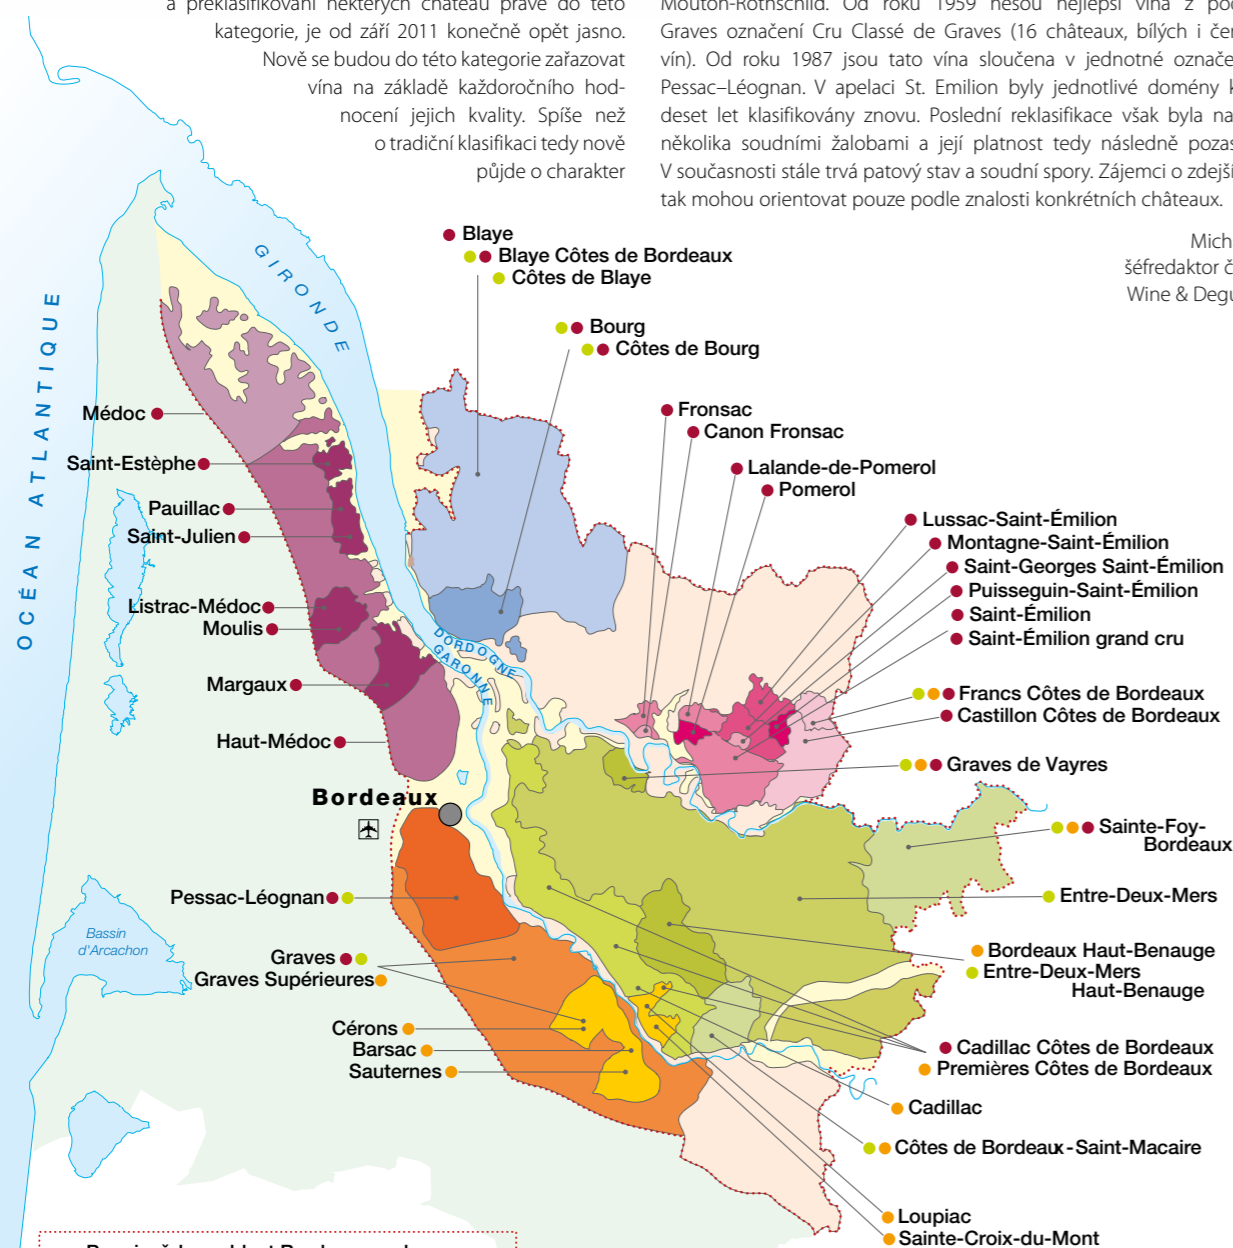 a preklasifikování některých château právě do této
kategorie, je od září 2011 konečně opět jasno.
Nově se budou do této kategorie zařazovat
vína na základě každoročního hod-
nocení jejich kvality. Spíše než
o tradiční klasifikaci tedy nově
půjde o charakter
Mouton-Rothschild. Od roku 1959 nesou nejlepší vína z
Graves označení Cru Classé de Graves (16 châteaux, bílých i
vín). Od roku 1987 jsou tato vína sloučena v jednotné
Pessac–Léognan. V apelaci St. Emilion byly jednotlivé domény
deset let klasifikovány znovu. Poslední reklasifikace však byla
několika soudními žalobami a její platnost tedy následně
V současnosti stále trvá patový stav a soudní spory. Zájemci o zdejší
tak mohou orientovat pouze podle znalosti konkrétních châteaux.
šéfredaktor
Wine &
OCÉAN ATLANTIQUE
GIRONDE
Blaye
Blaye Côtes de Bordeaux
Côtes de Blaye
Bourg
Côtes de Bourg
Médoc
Saint-Estèphe
Pauillac
Saint-Julien
Listrac-Médoc
Moulis
Margaux
Haut-Médoc
DORDOGNE
GARONNE
Fronsac
Canon Fronsac
Lalande-de-Pomerol
Pomerol
Lussac-Saint-Émilion
Montagne-Saint-Émilion
Saint-Georges Saint-Émilion
Puisseguin-Saint-Émilion
Saint-Émilion
Saint-Émilion grand cru
Francs Côtes de Bordeaux
Castillon Côtes de Bordeaux
Graves de Vayres
Bordeaux
Sainte-Foy-
Bordeaux
Pessac-Léognan
Entre-Deux-Mers
Bassin
d'Arcachon
Graves
Graves Supérieures
Bordeaux Haut-Benauge
Entre-Deux-Mers
Haut-Benauge
Cérons
Barsac
Sauternes
Cadillac Côtes de Bordeaux
Premières Côtes de Bordeaux
Cadillac
Côtes de Bordeaux-Saint-Macaire
Loupiac
Sainte-Croix-du-Mont